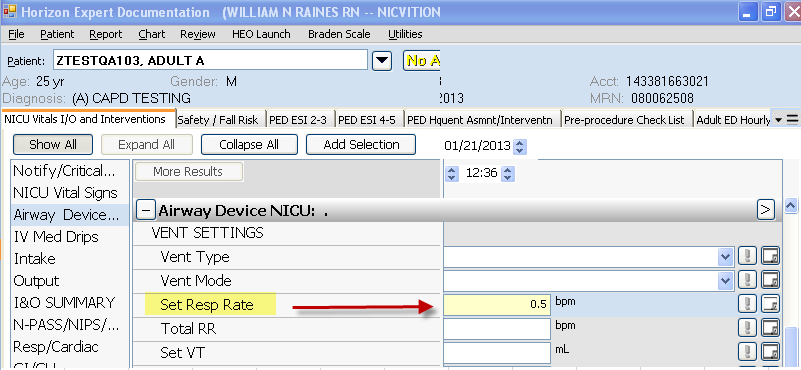 Horizon Expert Documentation (WILLIAM N RAINES RN -- NICVITION
File Patient Report Chart Review HEO Launch Braden Scale Utilities
Patient: ZTESTQA103, ADULT A No A
Age: 25 yr Gender: M Acct: 143381663021
Diagnosis: (A) CAPD TESTING 2013 MRN: 080062508
NICU Vitals I/O and Interventions Safety / Fall Risk PED ESI 2-3 PED ESI 4-5 PED Hquent Asmnt/Interventn Pre-procedure Check List Adult ED Hourly
Show All Expand All Collapse All Add Selection 01/21/2013
Notify/Critical... More Results 12:36
NICU Vital Signs
Airway Device... Airway Device NICU: .
IV Med Drips VENT SETTINGS
Intake Vent Type
Output Vent Mode
I&O SUMMARY Set Resp Rate 0.5 bpm
N-PASS/NIPS/... Total RR bpm
Resp/Cardiac Set VT mL